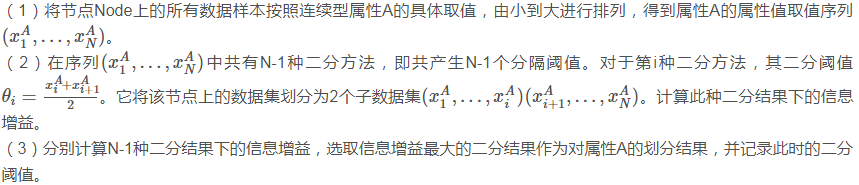 （1）将节点Node上的所有数据样本按照连续型属性A的具体取值，由小到大进行排列，得到属性A的属性值取值序列
$(x_1^A, \ldots, x_N^A)$。
（2）在序列$(x_1^A, \ldots, x_N^A)$中共有N-1种二分方法，即共产生N-1个分隔阈值。对于第i种二分方法，其二分阈值
$\theta_i = \frac{x_i^A + x_{i+1}^A}{2}$。它将该节点上的数据集划分为2个子数据集$(x_1^A, \ldots, x_i^A)(x_{i+1}^A, \ldots, x_N^A)$。计算此种二分结果下的信息
增益。
（3）分别计算N-1种二分结果下的信息增益，选取信息增益最大的二分结果作为对属性A的划分结果，并记录此时的二分
阈值。